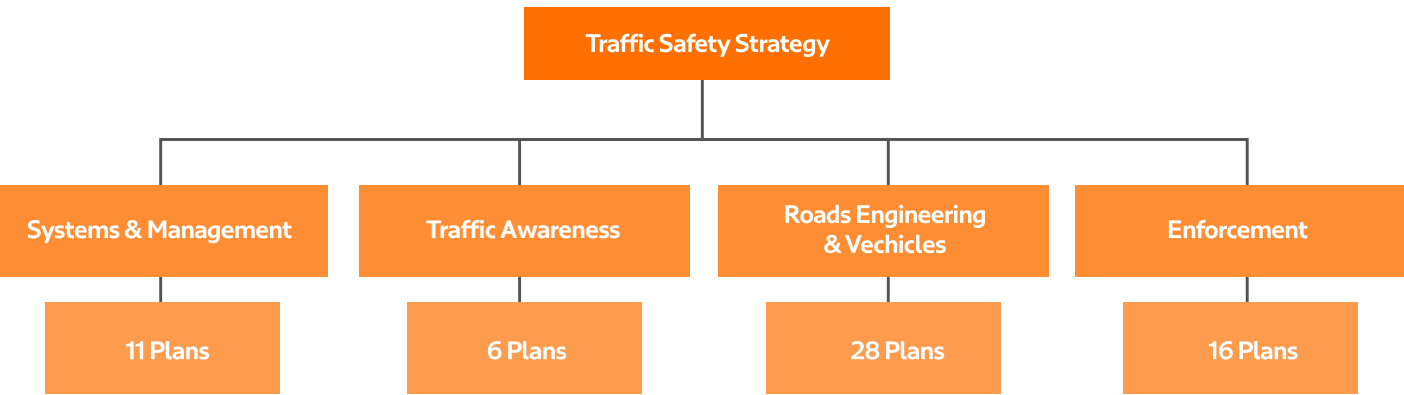 Traffic Safety Strategy
Systems & Management
Traffic Awareness
Roads Engineering
& Vechicles
Enforcement
11 Plans
6 Plans
28 Plans
16 Plans